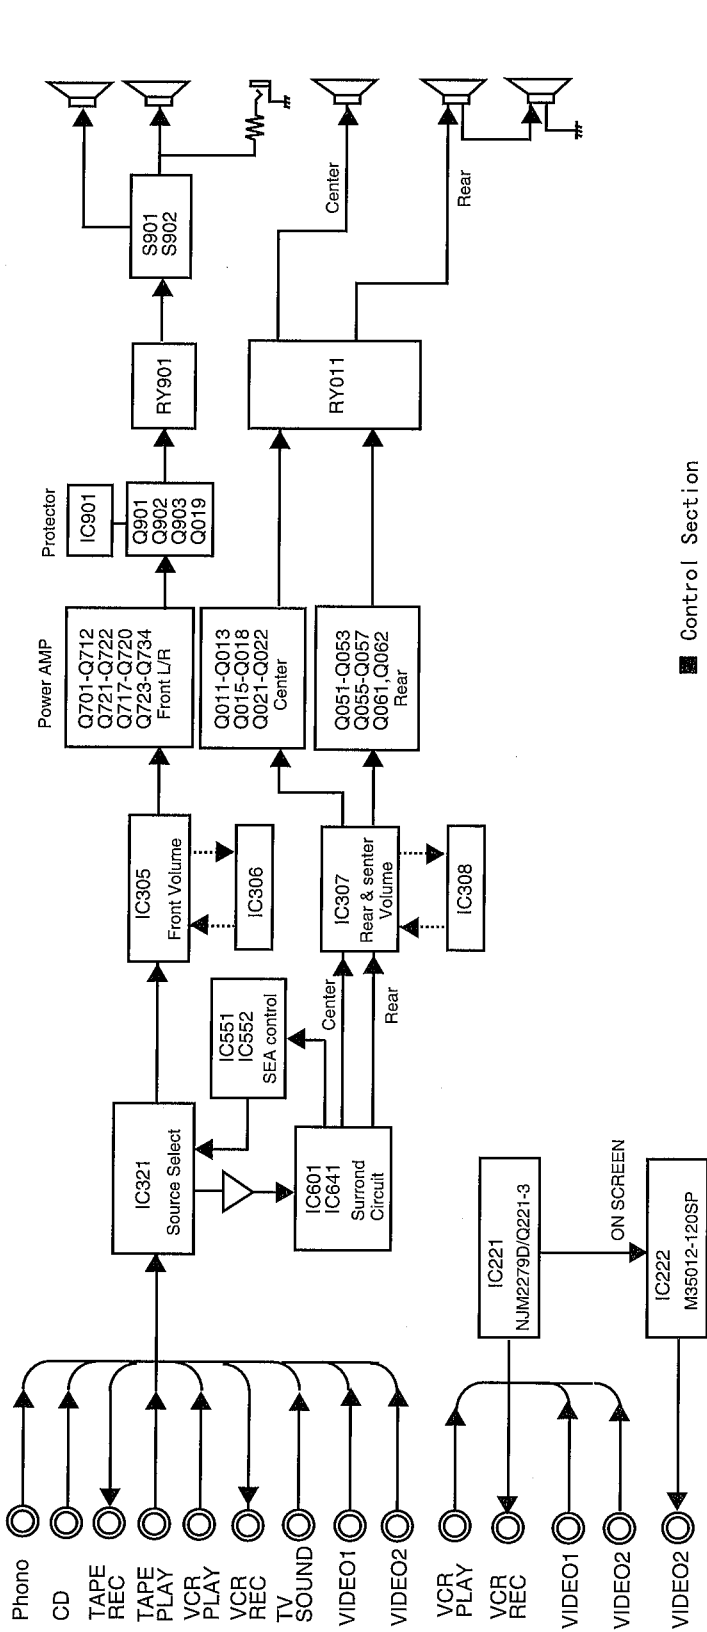 Phono
CD
TAPE
REC
TAPE
PLAY
VCR
PLAY
VCR
REC
TV
SOUND
VIDEO1
VIDEO2
VCR
PLAY
VCR
REC
VIDEO1
VIDEO2
VIDEO2
IC321
Source Select
IC601
IC641
Surrond
Circuit
IC551
IC552
SEA control
IC221
NJM2279D/Q221-3
ON SCREEN
IC222
M35012-120SP
Center
Rear
IC305
Front Volume
IC306
IC307
Rear & senter
Volume
IC308
Power AMP
Q701-Q712
Q721-Q722
Q717-Q720
Q723-Q734
Front L/R
Q011-Q013
Q015-Q018
Q021-Q022
Center
Q051-Q053
Q055-Q057
Q061,Q062
Rear
Protector
IC901
Q901
Q902
Q903
Q019
RY901
RY011
S901
S902
Center
Rear
■ Control Section